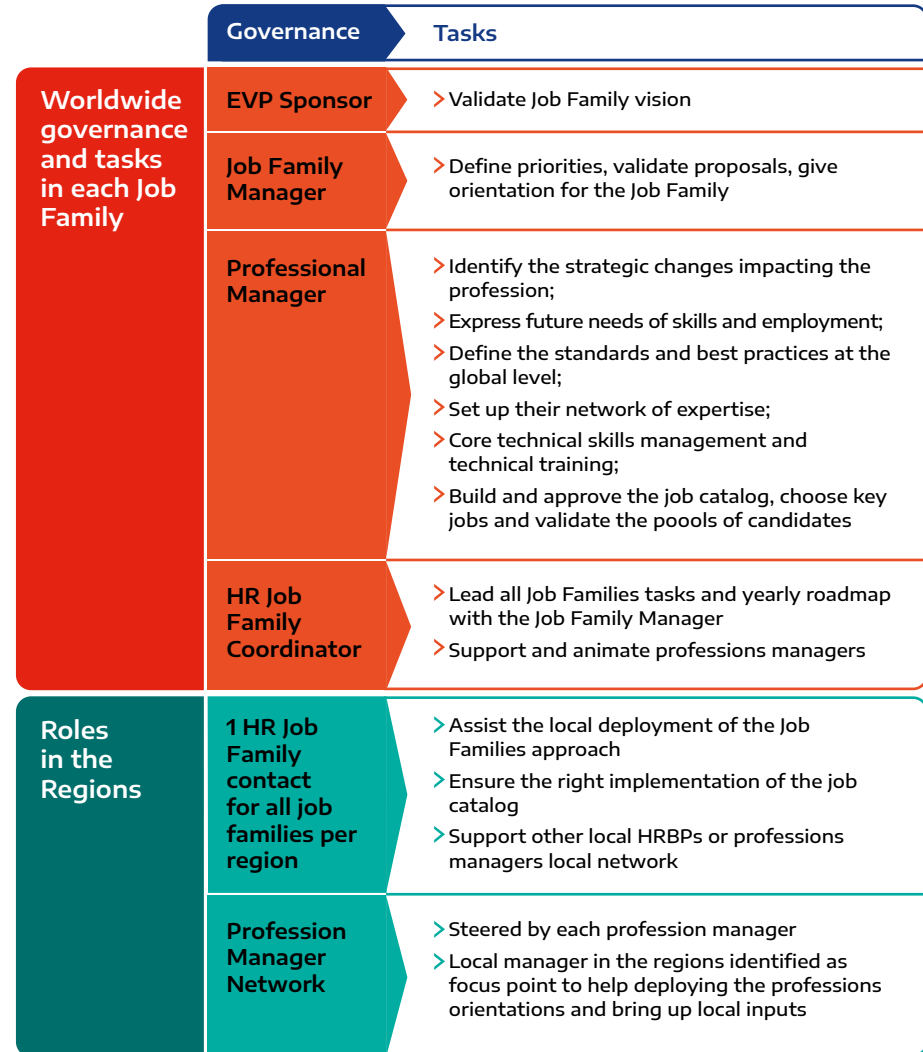 Governance
Tasks
Worldwide
governance
and tasks
in each Job
Family
EVP Sponsor
> Validate Job Family vision
Job Family
Manager
> Define priorities, validate proposals, give
orientation for the Job Family
Professional
Manager
> Identify the strategic changes impacting the
profession;
> Express future needs of skills and employment;
> Define the standards and best practices at the
global level;
> Set up their network of expertise;
> Core technical skills management and
technical training;
> Build and approve the job catalog, choose key
jobs and validate the poools of candidates
HR Job
Family
Coordinator
> Lead all Job Families tasks and yearly roadmap
with the Job Family Manager
> Support and animate professions managers
Roles
in the
Regions
1 HR Job
Family
contact
for all job
families per
region
> Assist the local deployment of the Job
Families approach
> Ensure the right implementation of the job
catalog
> Support other local HRBPs or professions
managers local network
Profession
Manager
Network
> Steered by each profession manager
> Local manager in the regions identified as
focus point to help deploying the professions
orientations and bring up local inputs